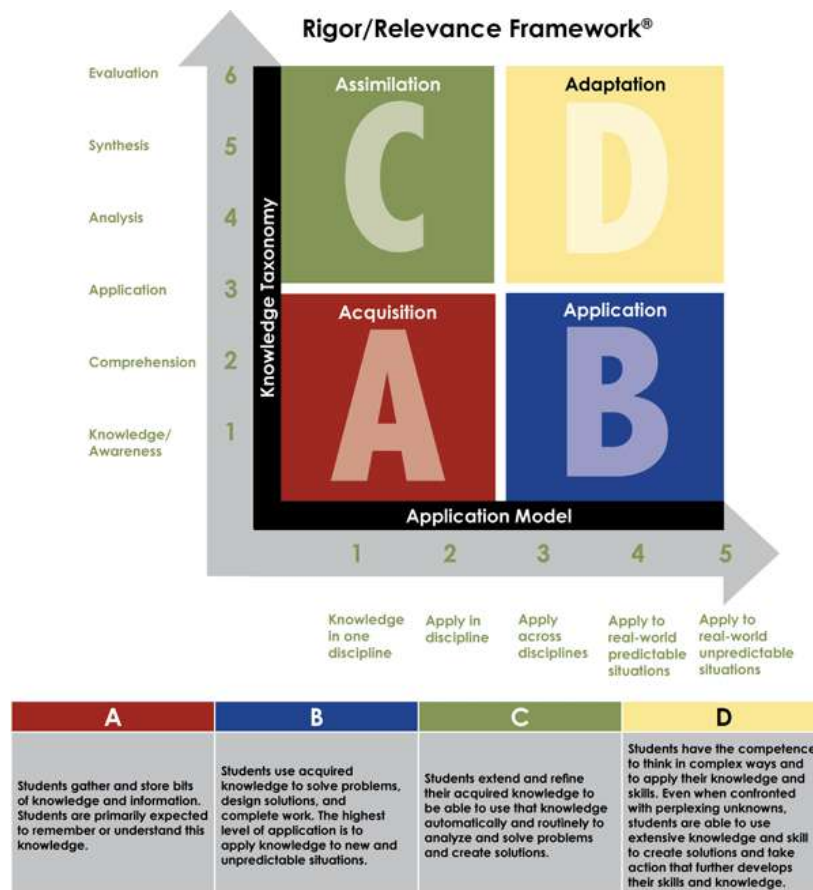 Rigor/Relevance Framework®
Evaluation 6
Synthesis 5
Analysis 4
Application 3
Comprehension 2
Knowledge/
Awareness 1
Knowledge Taxonomy
Assimilation
C
Adaptation
D
Acquisition
A
Application
B
Application Model
1 2 3 4 5
Knowledge
in one
discipline
Apply in
discipline
Apply
across
disciplines
Apply to
real-world
predictable
situations
Apply to
real-world
unpredictable
situations
A
Students gather and store bits
of knowledge and information.
Students are primarily expected
to remember or understand this
knowledge.
B
Students use acquired
knowledge to solve problems,
design solutions, and
complete work. The highest
level of application is to
apply knowledge to new and
unpredictable situations.
C
Students extend and refine
their acquired knowledge to
be able to use that knowledge
automatically and routinely to
analyze and solve problems
and create solutions.
D
Students have the competence
to think in complex ways and
to apply their knowledge and
skills. Even when confronted
with perplexing unknowns,
students are able to use
extensive knowledge and skill
to create solutions and take
action that further develops
their skills and knowledge.